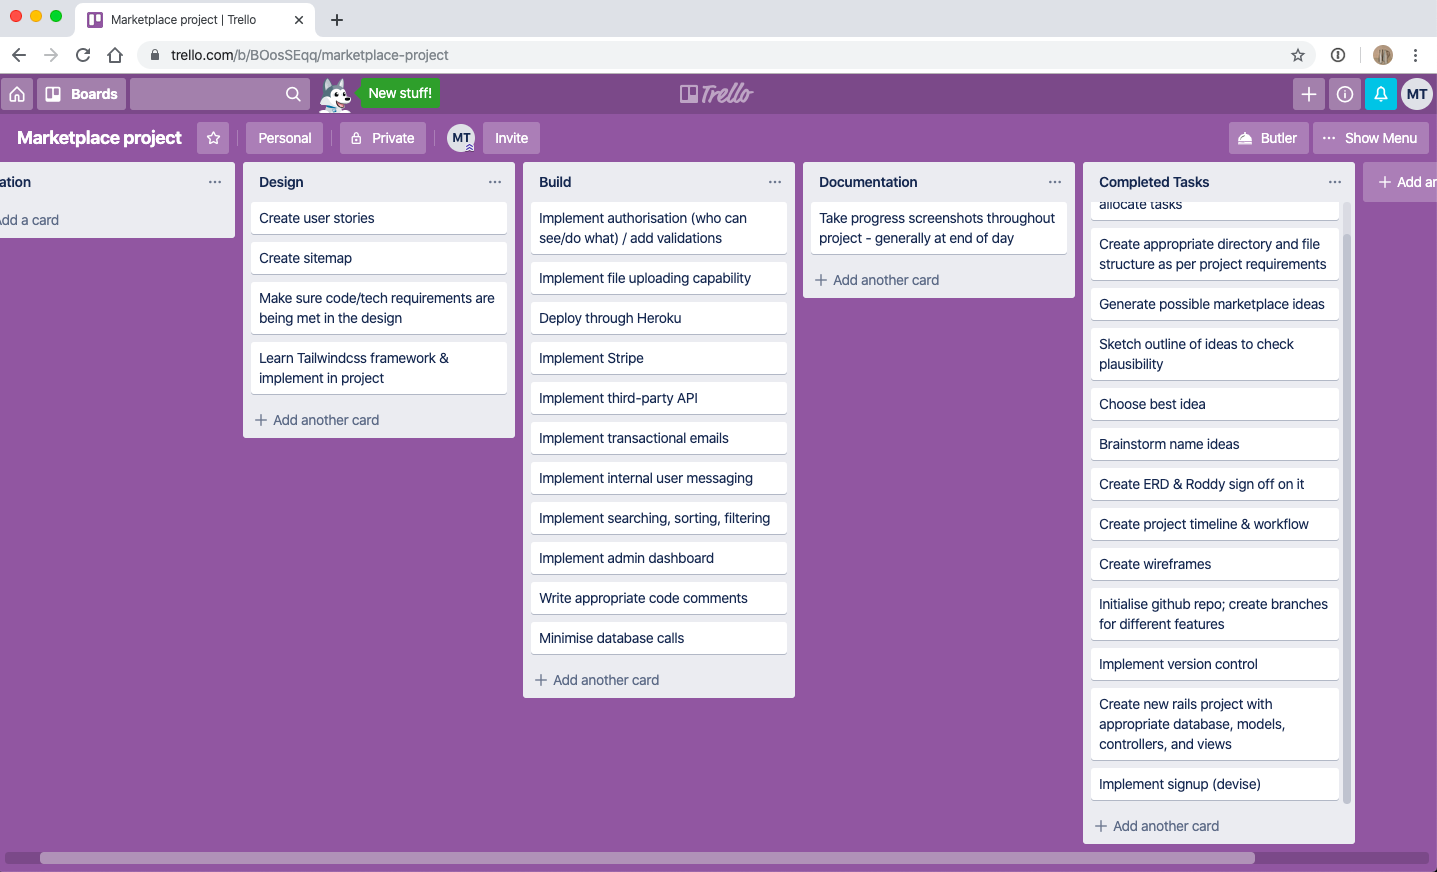 Marketplace project | Trello
trello.com/b/BOosSEqq/marketplace-project
Boards
New stuff!
Trello
MT
Marketplace project
Personal
Private
MT
Invite
Butler
Show Menu
ation
Add a card
Design
Create user stories
Create sitemap
Make sure code/tech requirements are
being met in the design
Learn Tailwindcss framework &
implement in project
Add another card
Build
Implement authorisation (who can
see/do what) / add validations
Implement file uploading capability
Deploy through Heroku
Implement Stripe
Implement third-party API
Implement transactional emails
Implement internal user messaging
Implement searching, sorting, filtering
Implement admin dashboard
Write appropriate code comments
Minimise database calls
Add another card
Documentation
Take progress screenshots throughout
project - generally at end of day
Add another card
Completed Tasks
allocate tasks
Create appropriate directory and file
structure as per project requirements
Generate possible marketplace ideas
Sketch outline of ideas to check
plausibility
Choose best idea
Brainstorm name ideas
Create ERD & Roddy sign off on it
Create project timeline & workflow
Create wireframes
Initialise github repo; create branches
for different features
Implement version control
Create new rails project with
appropriate database, models,
controllers, and views
Implement signup (devise)
Add another card
Add an